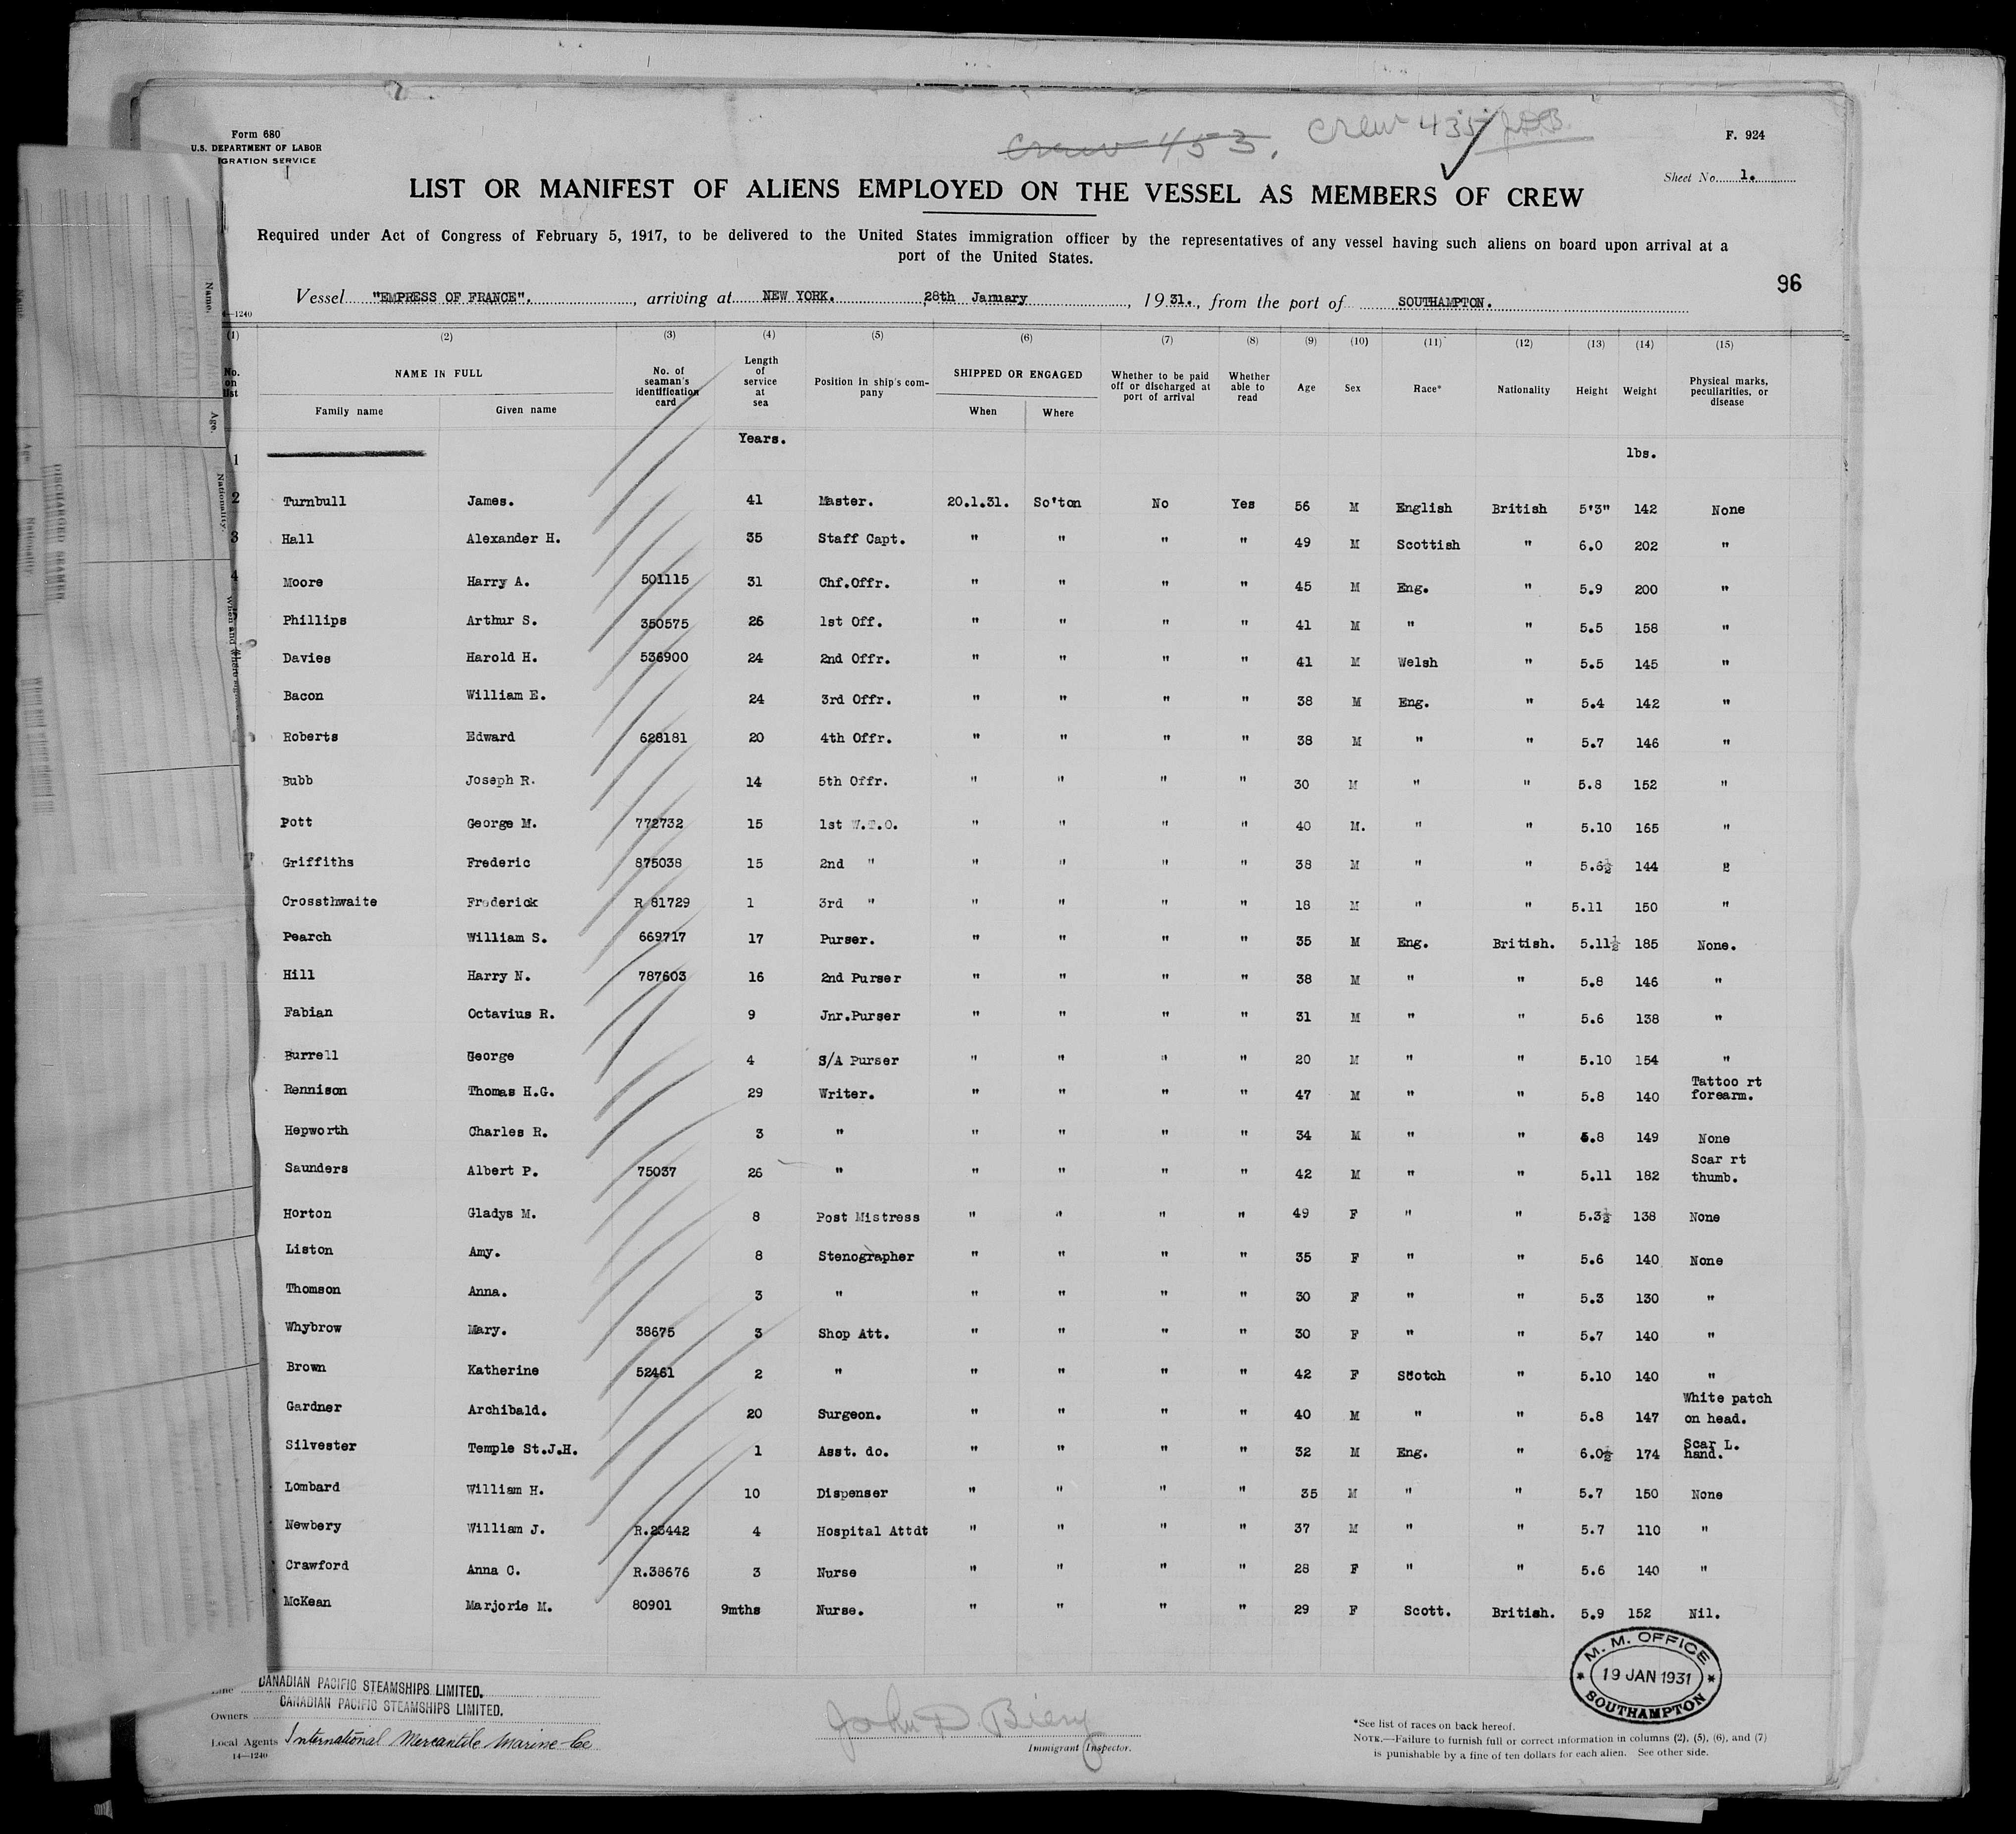 crew 453. crew 435 JDB.
Form 680
U.S. DEPARTMENT OF LABOR
IGRATION SERVICE
F. 924
Sheet No. 1.
LIST OR MANIFEST OF ALIENS EMPLOYED ON THE VESSEL AS MEMBERS OF CREW
Required under Act of Congress of February 5, 1917, to be delivered to the United States immigration officer by the representatives of any vessel having such aliens on board upon arrival at a
port of the United States.
96
Vessel "EMPRESS OF FRANCE"., arriving at NEW YORK. 28th January, 1931., from the port of SOUTHAMPTON.
4—1240
(1) (2) (3) (4) (5) (6) (7) (8) (9) (10) (11) (12) (13) (14) (15)
No. on list NAME IN FULL Family name Given name No. of seaman's identification card Length of service at sea Position in ship's company SHIPPED OR ENGAGED When Where Whether to be paid off or discharged at port of arrival Whether able to read Age Sex Race* Nationality Height Weight Physical marks, peculiarities, or disease
Years.
1 lbs.
2 Turnbull James. 41 Master. 20.1.31. So'ton No Yes 56 M English British 5'3" 142 None
3 Hall Alexander H. 35 Staff Capt. " " " " 49 M Scottish " 6.0 202 "
4 Moore Harry A. 501115 31 Chf.Offr. " " " " 45 M Eng. " 5.9 200 "
Phillips Arthur S. 350575 26 1st Off. " " " " 41 M " " 5.5 158 "
Davies Harold H. 536900 24 2nd Offr. " " " " 41 M Welsh " 5.5 145 "
Bacon William E. 24 3rd Offr. " " " " 38 M Eng. " 5.4 142 "
Roberts Edward 628181 20 4th Offr. " " " " 38 M " " 5.7 146 "
Bubb Joseph R. 14 5th Offr. " " " " 30 M " " 5.8 152 "
Pott George M. 772732 15 1st W.T.O. " " " " 40 M. " " 5.10 165 "
Griffiths Frederic 875038 15 2nd " " " " " 38 M " " 5.6½ 144 "
Crossthwaite Frederick R 81729 1 3rd " " " " " 18 M " " 5.11 150 "
Pearch William S. 669717 17 Purser. " " " " 35 M Eng. British. 5.11½ 185 None.
Hill Harry N. 787603 16 2nd Purser " " " " 38 M " " 5.8 146 "
Fabian Octavius R. 9 Jnr.Purser " " " " 31 M " " 5.6 138 "
Burrell George 4 S/A Purser " " " " 20 M " " 5.10 154 "
Rennison Thomas H.G. 29 Writer. " " " " 47 M " " 5.8 140 Tattoo rt forearm.
Hepworth Charles R. 3 " " " " " 34 M " " 5.8 149 None
Saunders Albert P. 75037 26 " " " " " 42 M " " 5.11 182 Scar rt thumb.
Horton Gladys M. 8 Post Mistress " " " " 49 F " " 5.3½ 138 None
Liston Amy. 8 Stenographer " " " " 35 F " " 5.6 140 None
Thomson Anna. 3 " " " " " 30 F " " 5.3 130 "
Whybrow Mary. 38675 3 Shop Att. " " " " 30 F " " 5.7 140 "
Brown Katherine 52461 2 " " " " " 42 F Scotch " 5.10 140 "
Gardner Archibald. 20 Surgeon. " " " " 40 M " " 5.8 147 White patch on head.
Silvester Temple St.J.H. 1 Asst. do. " " " " 32 M Eng. " 6.0½ 174 Scar L. hand.
Lombard William H. 10 Dispenser " " " " 35 M " " 5.7 150 None
Newbery William J. R.23442 4 Hospital Attdt " " " " 37 M " " 5.7 110 "
Crawford Anna C. R.38676 3 Nurse " " " " 28 F " " 5.6 140 "
McKean Marjorie M. 80901 9mths Nurse. " " " " 29 F Scott. British. 5.9 152 Nil.
M. M. OFFICE
19 JAN 1931
SOUTHAMPTON
CANADIAN PACIFIC STEAMSHIPS LIMITED.
Owners CANADIAN PACIFIC STEAMSHIPS LIMITED.
Local Agents International Mercantile Marine Co
14—1240
John D. Biery
Immigrant Inspector.
*See list of races on back hereof.
NOTE.—Failure to furnish full or correct information in columns (2), (5), (6), and (7)
is punishable by a fine of ten dollars for each alien. See other side.
Name.
Age.
Nationality.